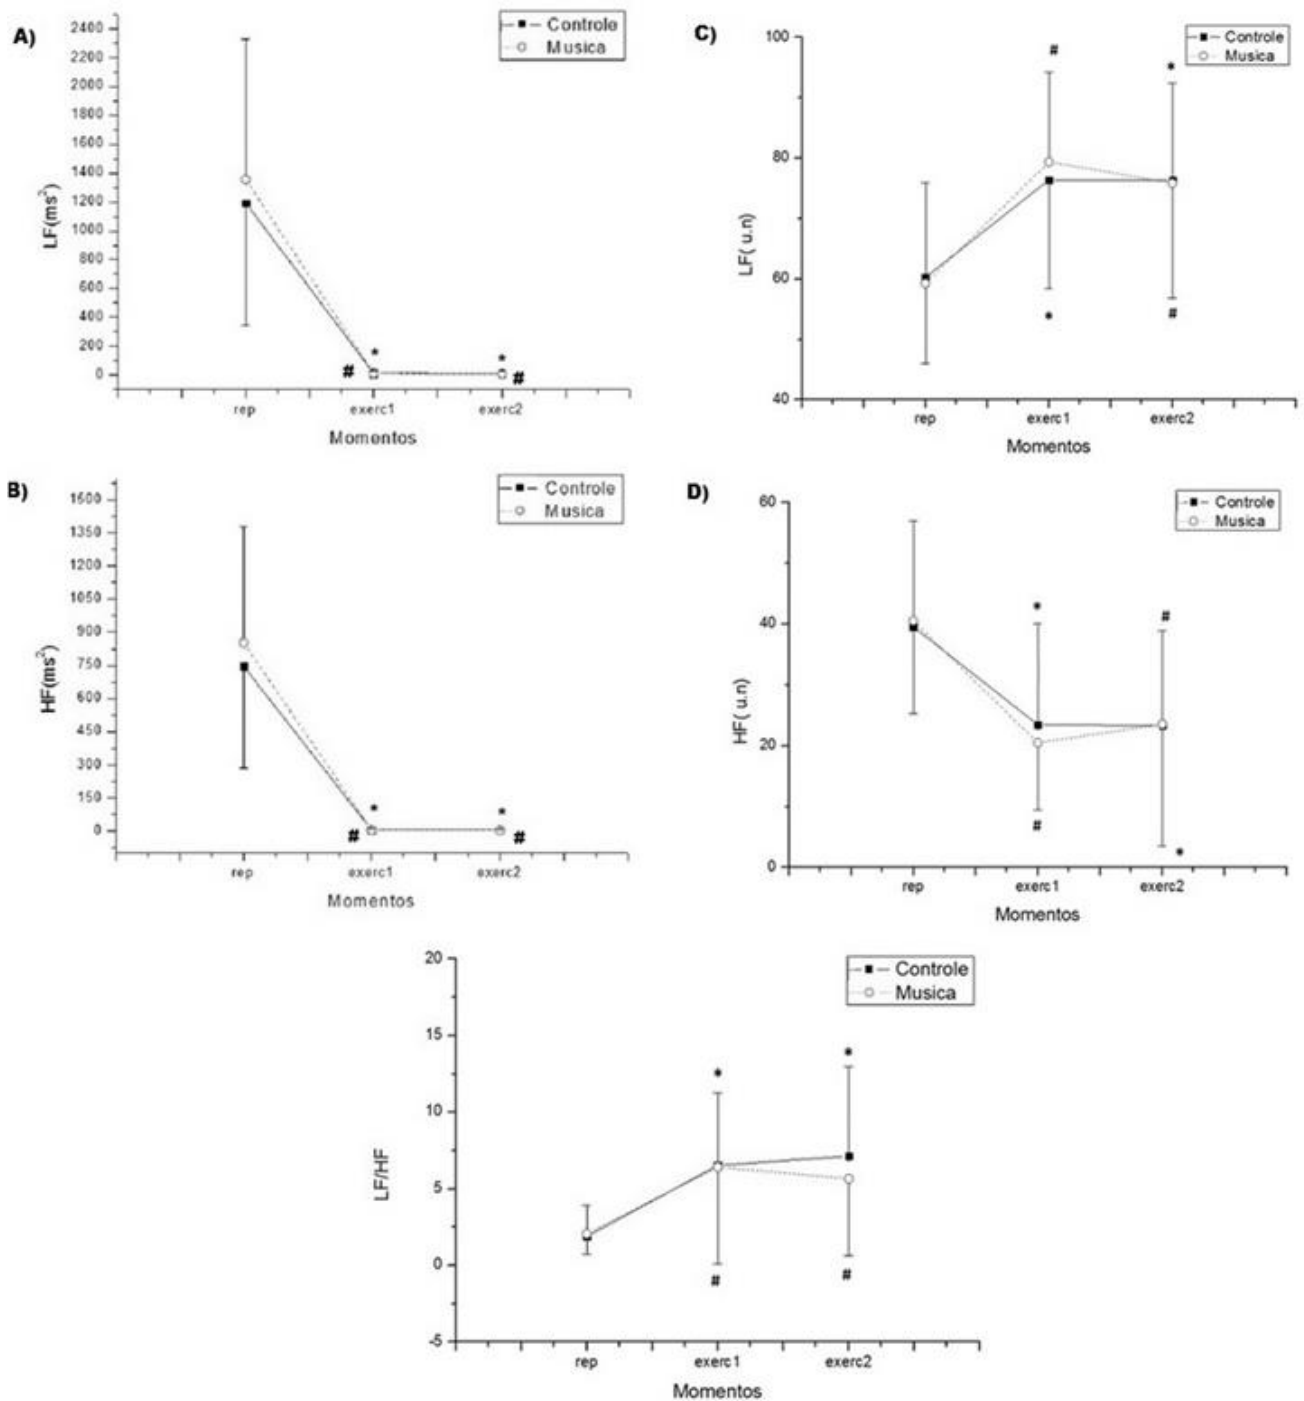 A)
Controle
Musica
LF(ms²)
2400
2200
2000
1800
1600
1400
1200
1000
800
600
400
200
0
*
*
#
#
rep exerc1 exerc2
Momentos
C)
Controle
Musica
LF( u.n)
100
80
60
40
#
*
*
#
rep exerc1 exerc2
Momentos
B)
Controle
Musica
HF(ms²)
1500
1350
1200
1050
900
750
600
450
300
150
0
*
*
#
#
rep exerc1 exerc2
Momentos
D)
Controle
Musica
HF( u.n)
60
40
20
0
*
#
#
*
rep exerc1 exerc2
Momentos
Controle
Musica
LF/HF
20
15
10
5
0
-5
*
*
#
#
rep exerc1 exerc2
Momentos